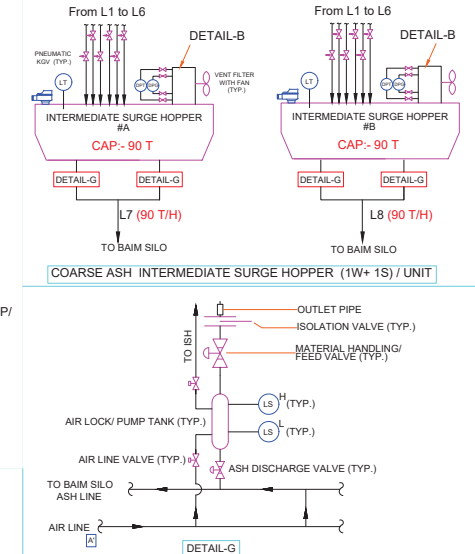 From L1 to L6
From L1 to L6
DETAIL-B
DETAIL-B
PNEUMATIC
KGV (TYP.)
LT
DPT
DPG
VENT FILTER
WITH FAN
(TYP.)
LT
DPT
DPG
INTERMEDIATE SURGE HOPPER
#A
CAP:- 90 T
INTERMEDIATE SURGE HOPPER
#B
CAP:- 90 T
DETAIL-G
DETAIL-G
DETAIL-G
DETAIL-G
L7 (90 T/H)
L8 (90 T/H)
TO BAIM SILO
TO BAIM SILO
COARSE ASH INTERMEDIATE SURGE HOPPER (1W+ 1S) / UNIT
P/
TO ISH
OUTLET PIPE
ISOLATION VALVE (TYP.)
MATERIAL HANDLING/
FEED VALVE (TYP.)
LS H (TYP.)
AIR LOCK/ PUMP TANK (TYP.)
LS L (TYP.)
AIR LINE VALVE (TYP.)
ASH DISCHARGE VALVE (TYP.)
TO BAIM SILO
ASH LINE
AIR LINE
A'
DETAIL-G